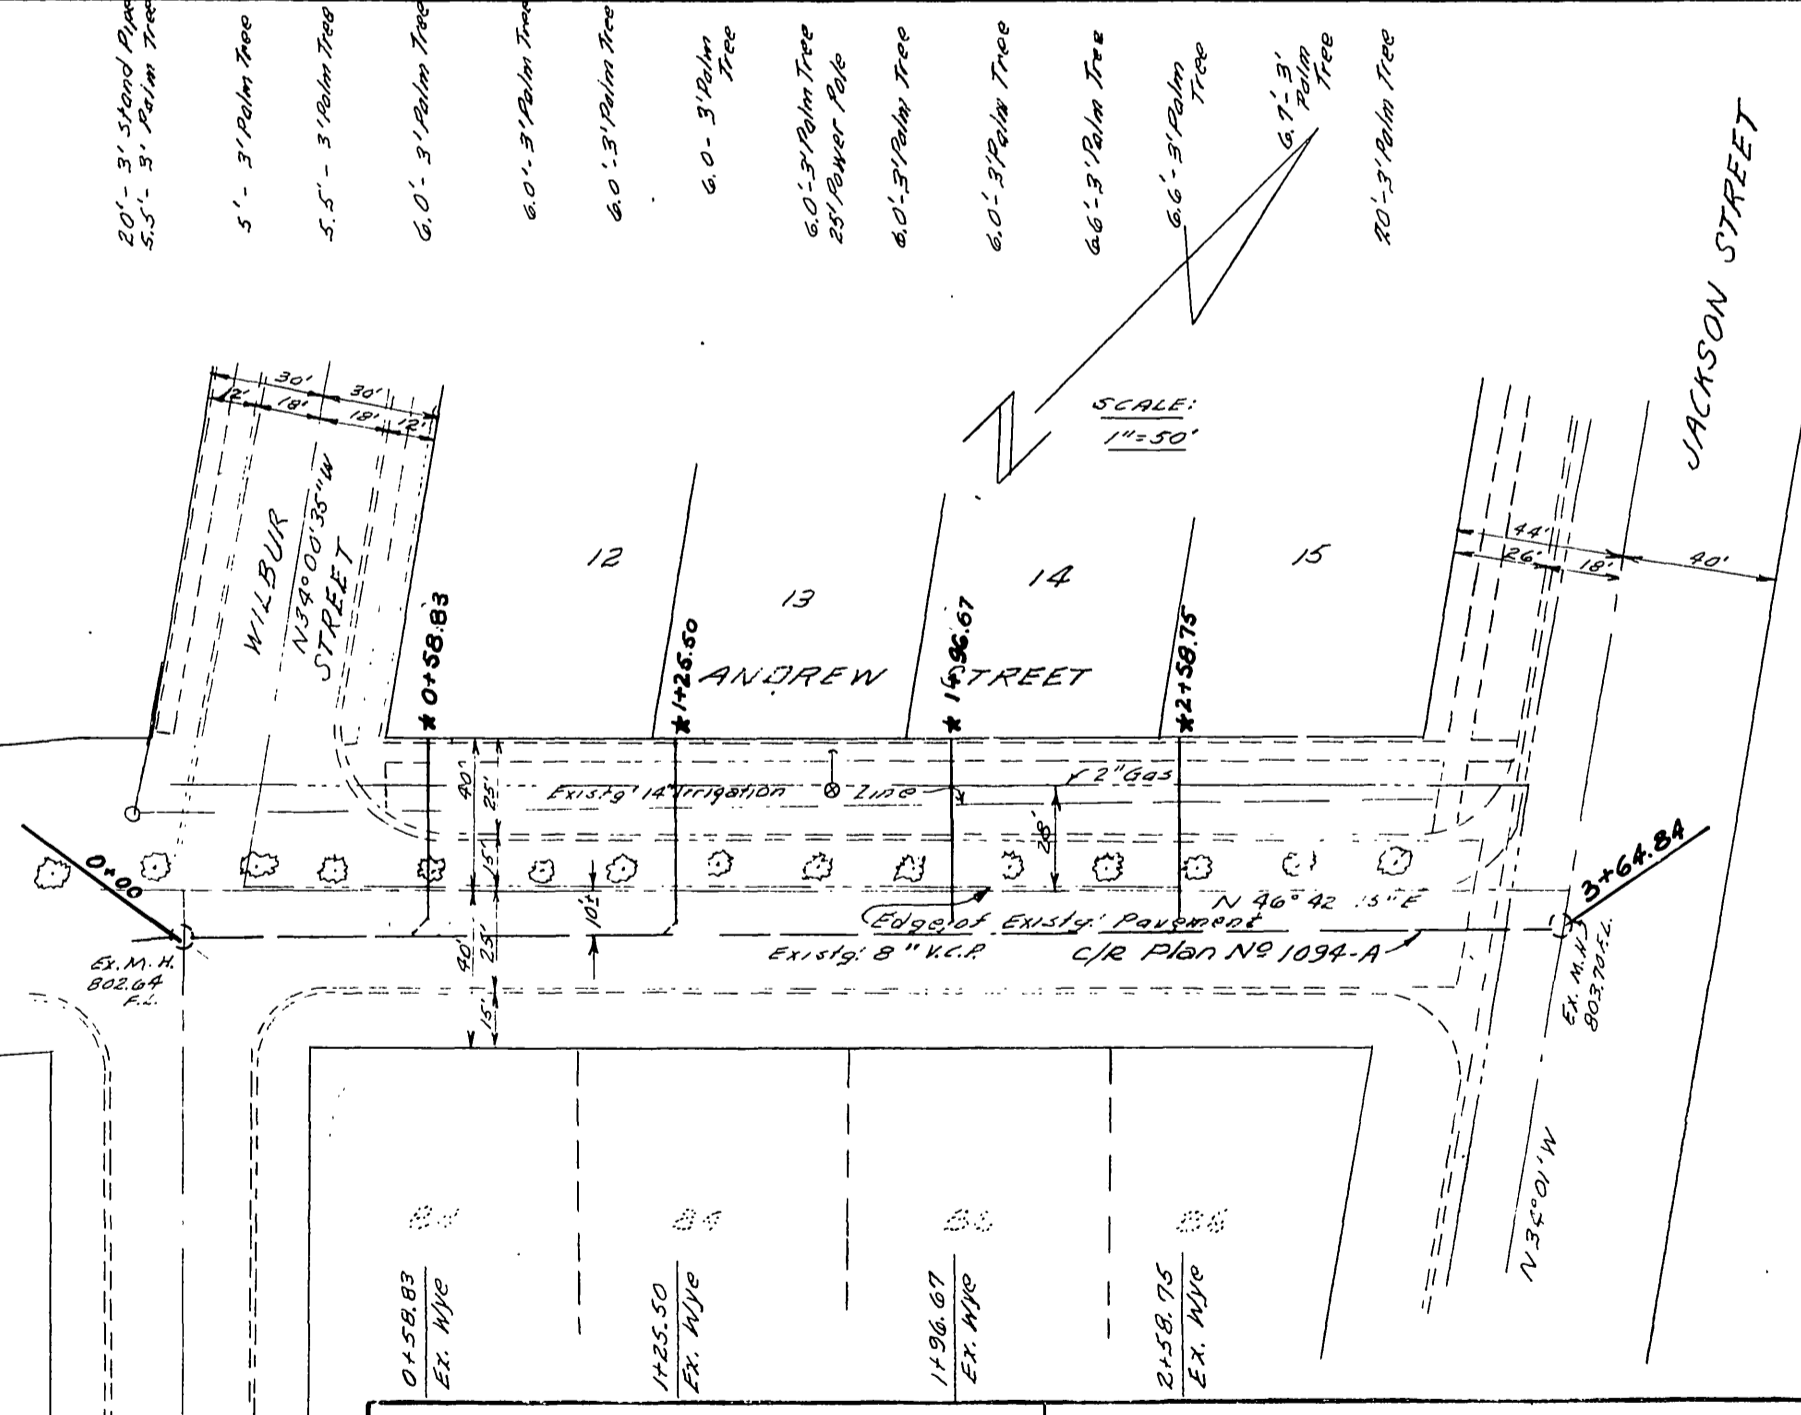 20'- 3' Stand Pipe
5.5'- 3' Palm Tree
5'- 3' Palm Tree
5.5'- 3' Palm Tree
6.0'- 3' Palm Tree
6.0'- 3' Palm Tree
6.0'- 3' Palm Tree
6.0- 3' Palm
Tree
6.0'-3' Palm Tree
25' Power Pole
6.0'-3' Palm Tree
6.0'- 3' Palm Tree
6.6'-3' Palm Tree
6.6'-3' Palm
Tree
6.7'-3'
Palm
Tree
20'-3' Palm Tree
JACKSON STREET
30'
30'
12'
18'
18'
12'
SCALE:
1"=50'
WILBUR
N34°00'35"W
STREET
12
13
14
15
44'
26'
18'
40'
* 0+58.83
* 1+25.50
* 1+96.67
* 2+58.75
ANDREW STREET
40'
25'
15'
Existg' 14" Irrigation Line
2" Gas
28'
0+00
3+64.84
10'±
N 46° 42' 15" E
Edge of Existg. Pavement
Existg. 8" V.C.P.
C/R Plan Nº 1094-A
40'
25'
15'
Ex. M.H.
802.64
F.L.
Ex. M.H.
803.70 F.L.
N34°01'W
84
0+58.83
Ex. Wye
1+25.50
Ex. Wye
1+96.67
Ex. Wye
2+58.75
Ex. Wye